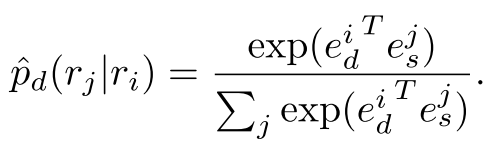 $$\hat{p}_d(r_j|r_i) = \frac{\exp({e_d^i}^T e_s^j)}{\sum_j \exp({e_d^i}^T e_s^j)}.$$